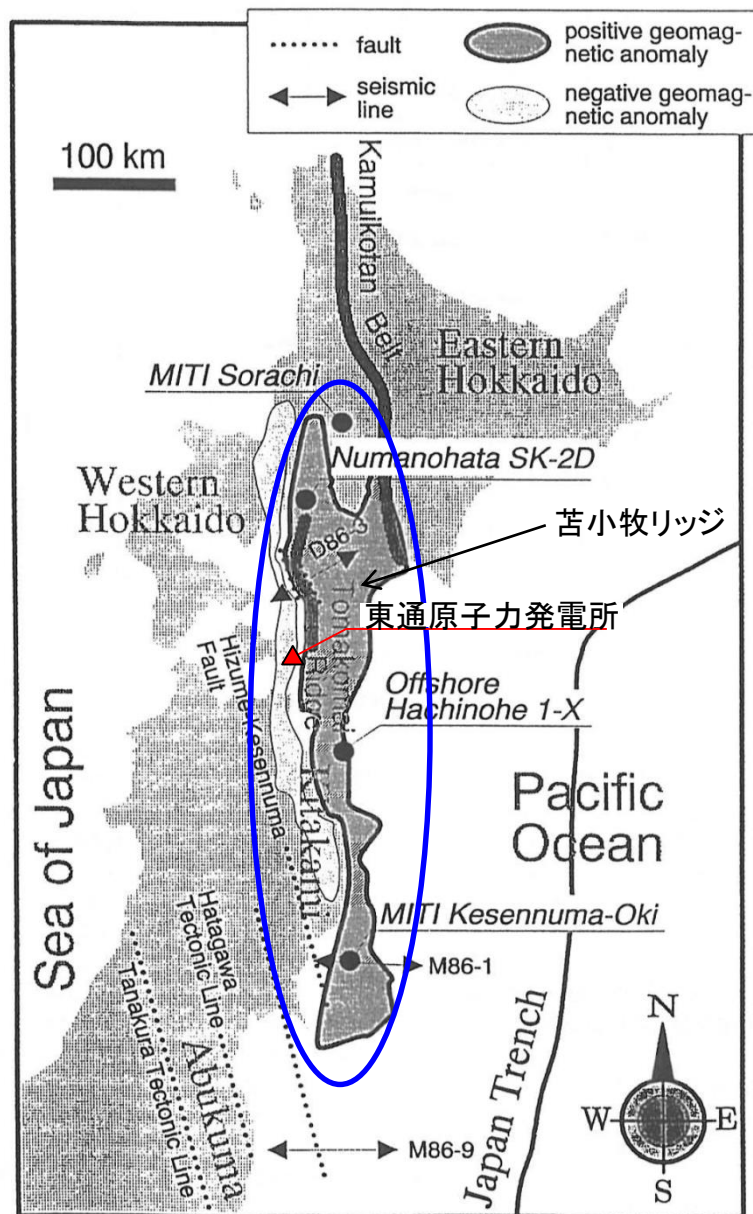 fault
seismic
line
positive geomag-
netic anomaly
negative geomag-
netic anomaly
100 km
Kamuikotan
Belt
Eastern
Hokkaido
MITI Sorachi
Numanohata SK-2D
Western
Hokkaido
D86-3
苫小牧リッジ
Tomakomai
Ridge
東通原子力発電所
Hizume-Kesennuma
Fault
Offshore
Hachinohe 1-X
Kitakami
Sea of Japan
Pacific
Ocean
MITI Kesennuma-Oki
M86-1
Hatagawa
Tectonic Line
Tanakura Tectonic Line
Abukuma
Japan Trench
M86-9
N
W
E
S